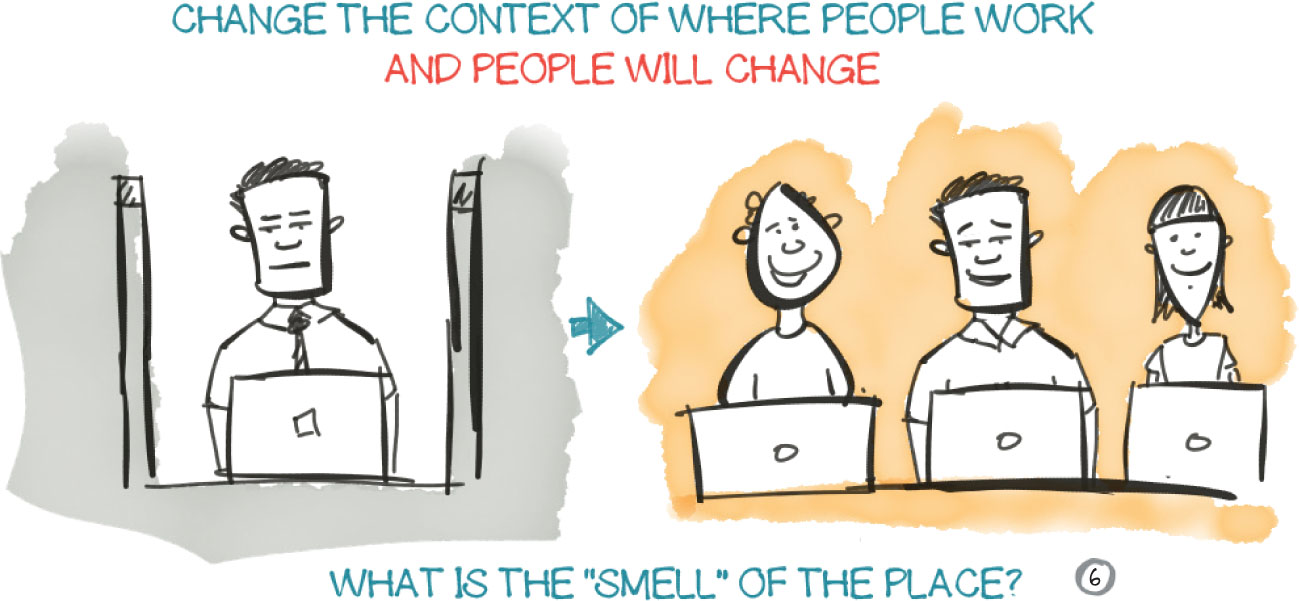 CHANGE THE CONTEXT OF WHERE PEOPLE WORK
AND PEOPLE WILL CHANGE
WHAT IS THE "SMELL" OF THE PLACE? 6